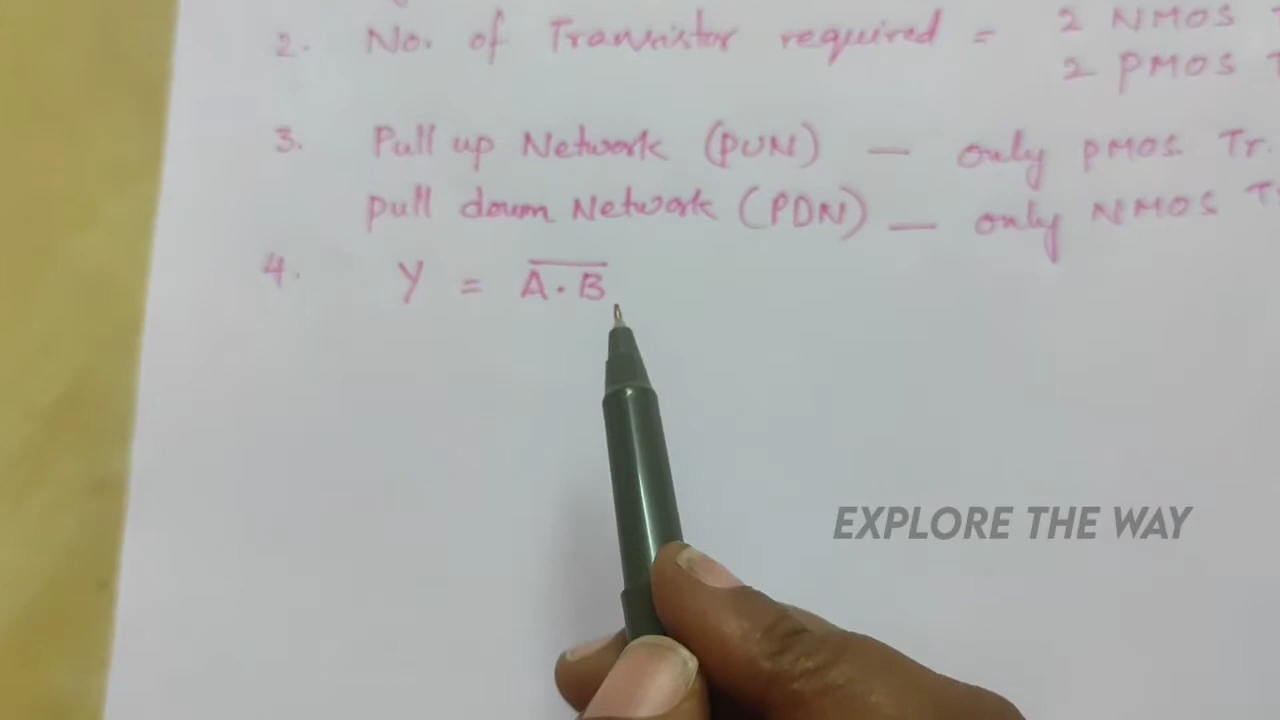 2. No. of Transistor required = 2 NMOS
2 PMOS
3. Pull up Network (PUN) — only PMOS Tr.
pull down Network (PDN) — only NMOS T
4. Y = \overline{A · B}
EXPLORE THE WAY